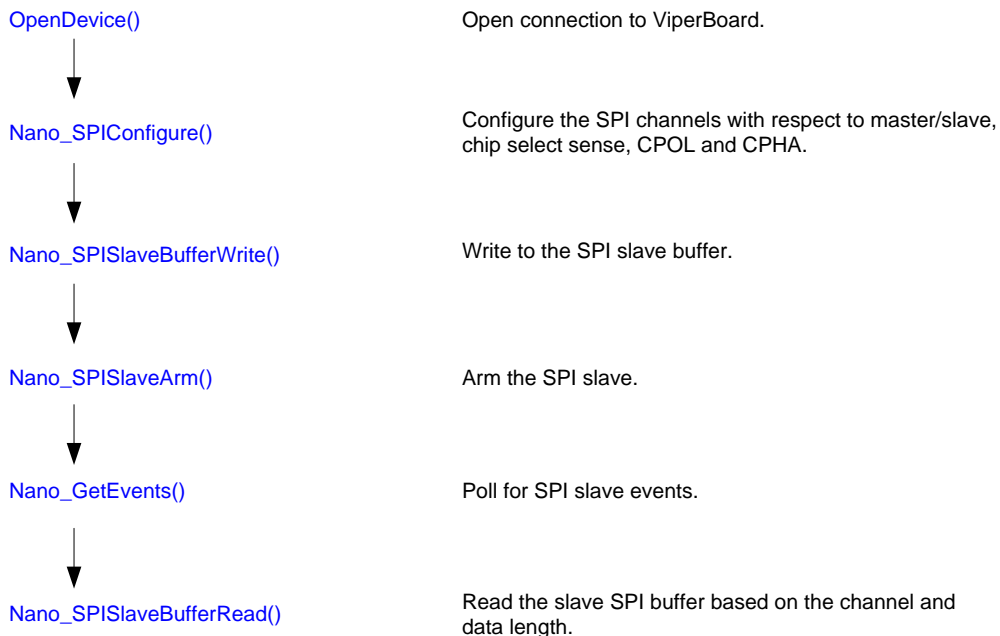 OpenDevice()
Open connection to ViperBoard.
Nano_SPIConfigure()
Configure the SPI channels with respect to master/slave,
chip select sense, CPOL and CPHA.
Nano_SPISlaveBufferWrite()
Write to the SPI slave buffer.
Nano_SPISlaveArm()
Arm the SPI slave.
Nano_GetEvents()
Poll for SPI slave events.
Nano_SPISlaveBufferRead()
Read the slave SPI buffer based on the channel and
data length.